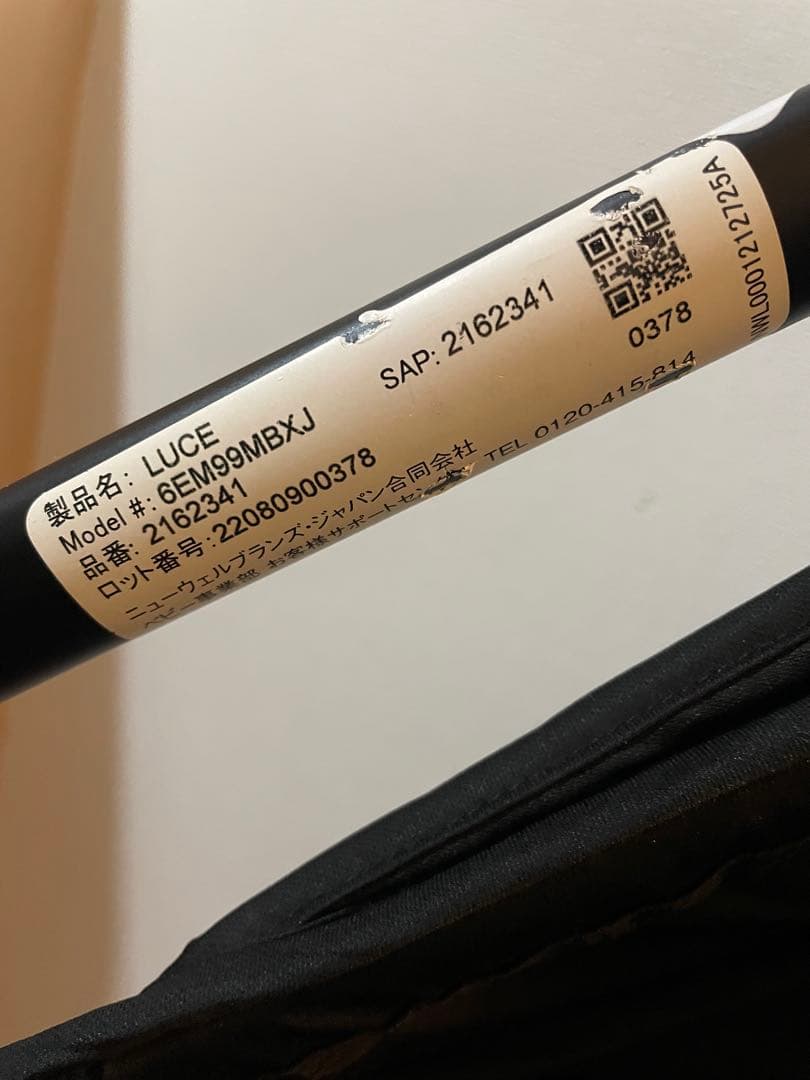 製品名: LUCE
Model #: 6EM99MBXJ
品番: 2162341
ロット番号:22080900378
ニューウェルブランズ・ジャパン合同会社
ベビー事業部 お客様サポートセンター TEL 0120-415-814
SAP: 2162341
0378
NWL0001212725A